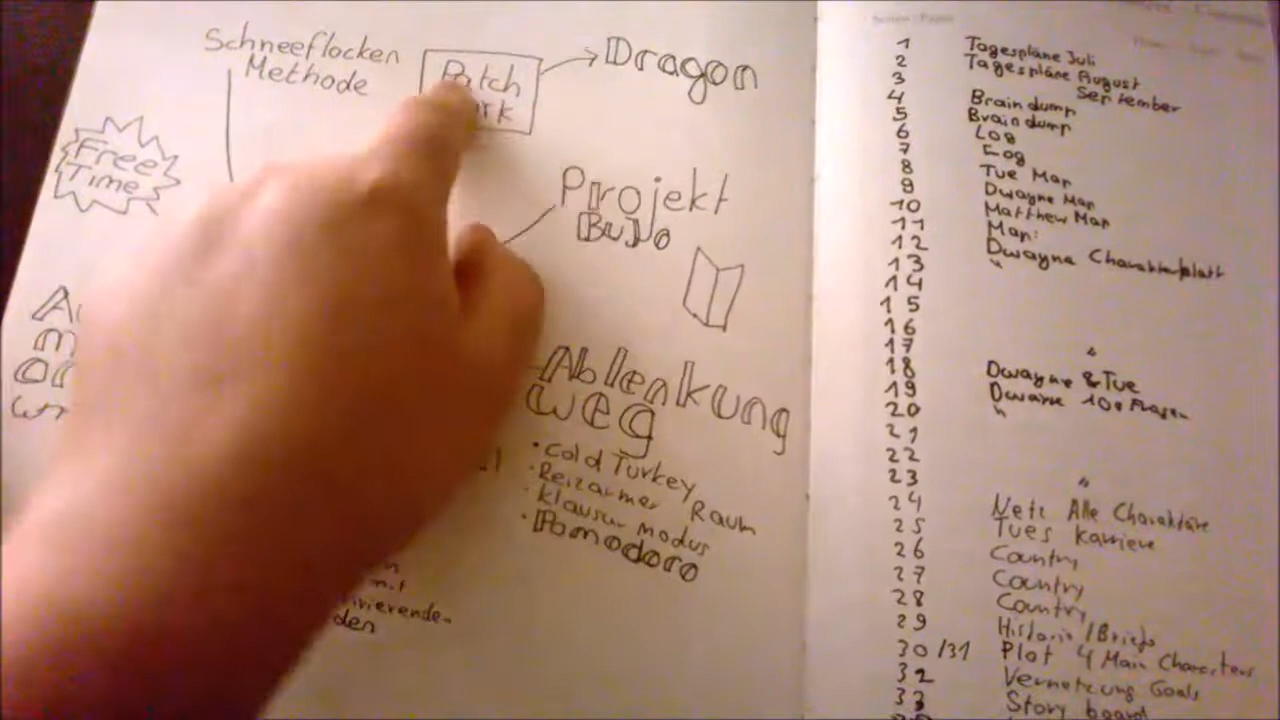 Schneeflocken
Methode
Patch
Dragon
Free
Time
Projekt
BuJo
Ablenkung
weg
• Cold Turkey
• Reizarmer Raum
• Klausur modus
• Pomodoro
1 Tagespläne Juli
2 Tagespläne August
3 September
4 Braindump
5 Braindump
6 Log
7 Log
8 Tue Map
9 Dwayne Map
10 Matthew Map
11 Map:
12 Dwayne Charakterblatt
13 "
14
15
16
17 "
18 Dwayne & Tue
19 Dwayne 100 Fragen
20 "
21
22
23 "
24 Netz Alle Charaktäre
25 Tues karriere
26 Country
27 Country
28 Country
29 Historie / Briefe
30/31 Plot 4 Main Characters
32 Vernetzung Goals
33 Story board